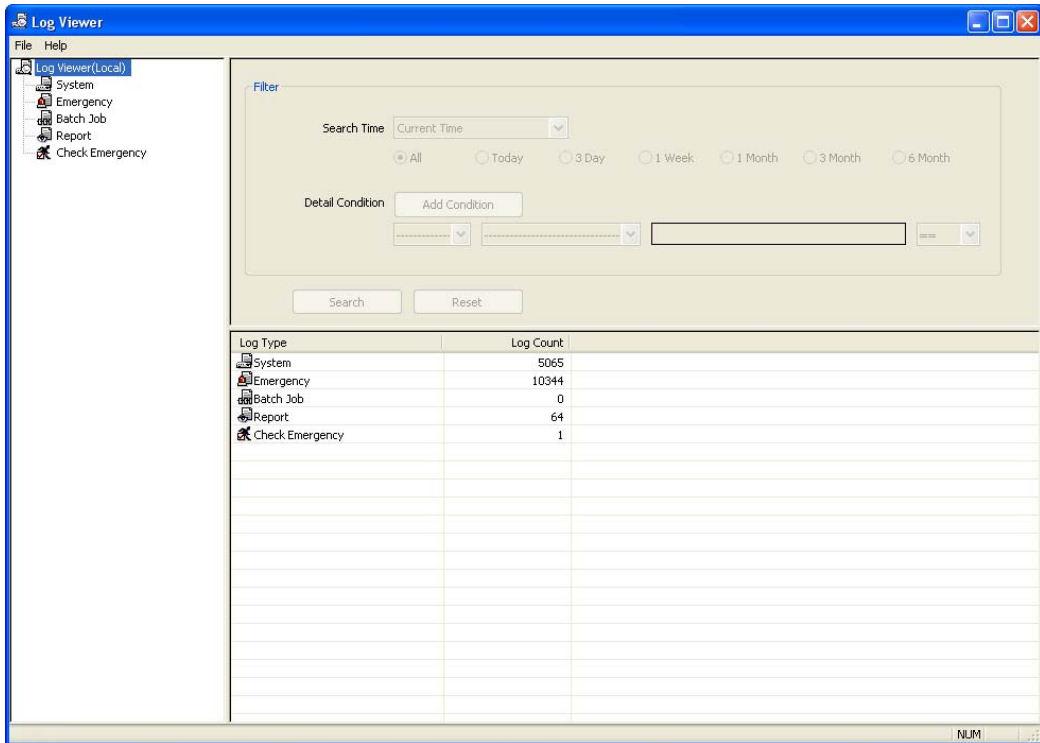 Log Viewer
File Help
Log Viewer(Local)
System
Emergency
Batch Job
Report
Check Emergency
Filter
Search Time Current Time
All Today 3 Day 1 Week 1 Month 3 Month 6 Month
Detail Condition Add Condition
------------- -------------------------------- ==
Search Reset
Log Type Log Count
System 5065
Emergency 10344
Batch Job 0
Report 64
Check Emergency 1
NUM